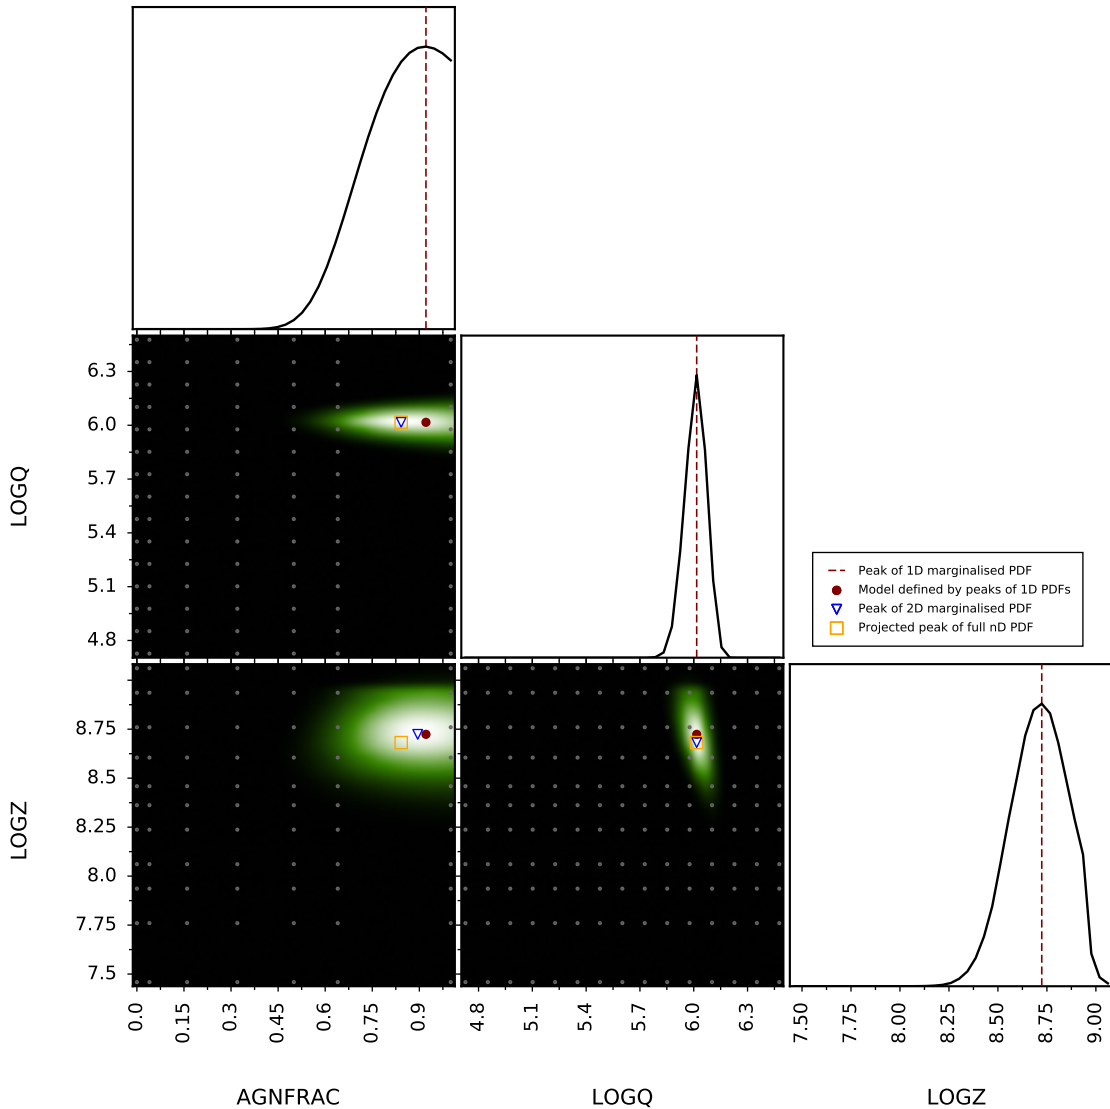 6.3
6.0
5.7
5.4
5.1
4.8
LOGQ
Peak of 1D marginalised PDF
Model defined by peaks of 1D PDFs
Peak of 2D marginalised PDF
Projected peak of full nD PDF
8.75
8.5
8.25
8.0
7.75
7.5
LOGZ
0.0 0.15 0.3 0.45 0.6 0.75 0.9 4.8 5.1 5.4 5.7 6.0 6.3 7.50 7.75 8.00 8.25 8.50 8.75 9.00
AGNFRAC LOGQ LOGZ